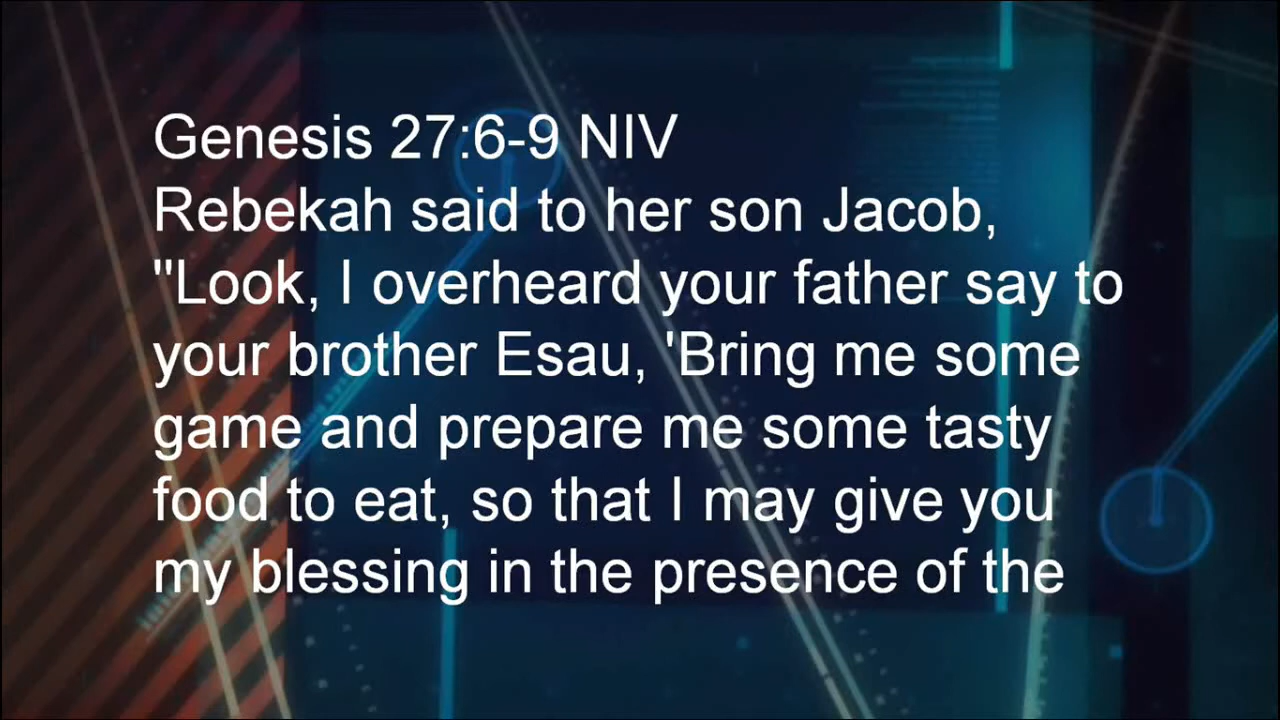 Genesis 27:6-9 NIV
Rebekah said to her son Jacob,
"Look, I overheard your father say to
your brother Esau, 'Bring me some
game and prepare me some tasty
food to eat, so that I may give you
my blessing in the presence of the